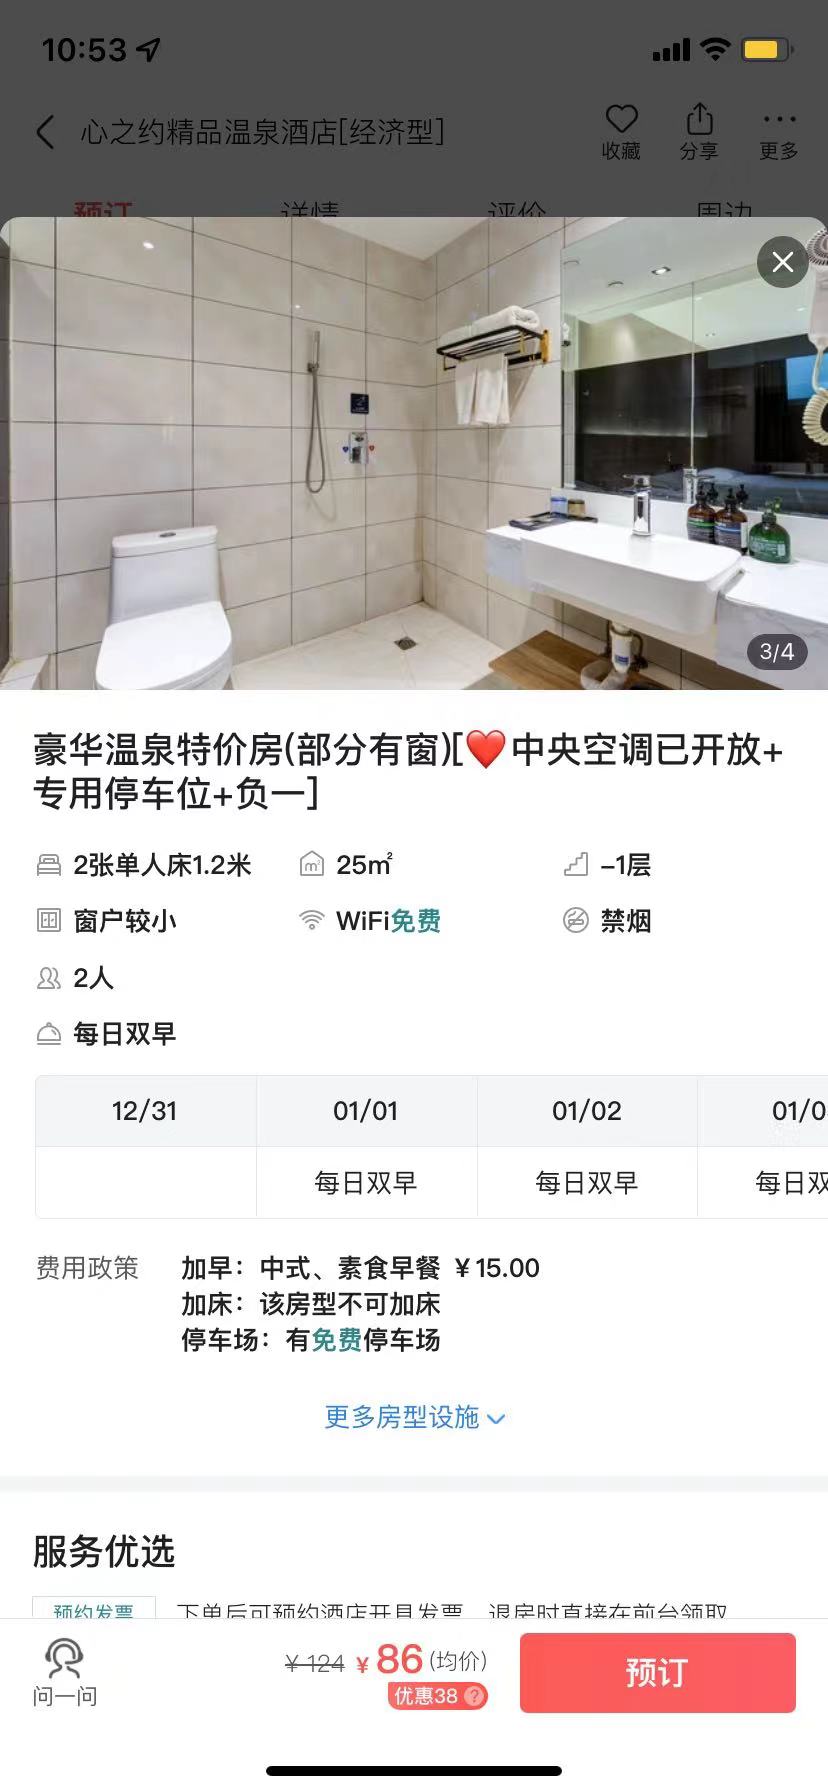 10:53
心之约精品温泉酒店[经济型]
收藏
分享
更多
预订
详情
评价
周边
3/4
豪华温泉特价房(部分有窗)[❤️中央空调已开放+
专用停车位+负一]
2张单人床1.2米
25㎡
-1层
窗户较小
WiFi免费
禁烟
2人
每日双早
12/31
01/01
01/02
01/0
每日双早
每日双早
每日双
费用政策
加早：中式、素食早餐 ¥15.00
加床：该房型不可加床
停车场：有免费停车场
更多房型设施
服务优选
预约发票
下单后可预约酒店开具发票，退房时直接在前台领取
问一问
¥124 ¥86(均价)
优惠38 ?
预订